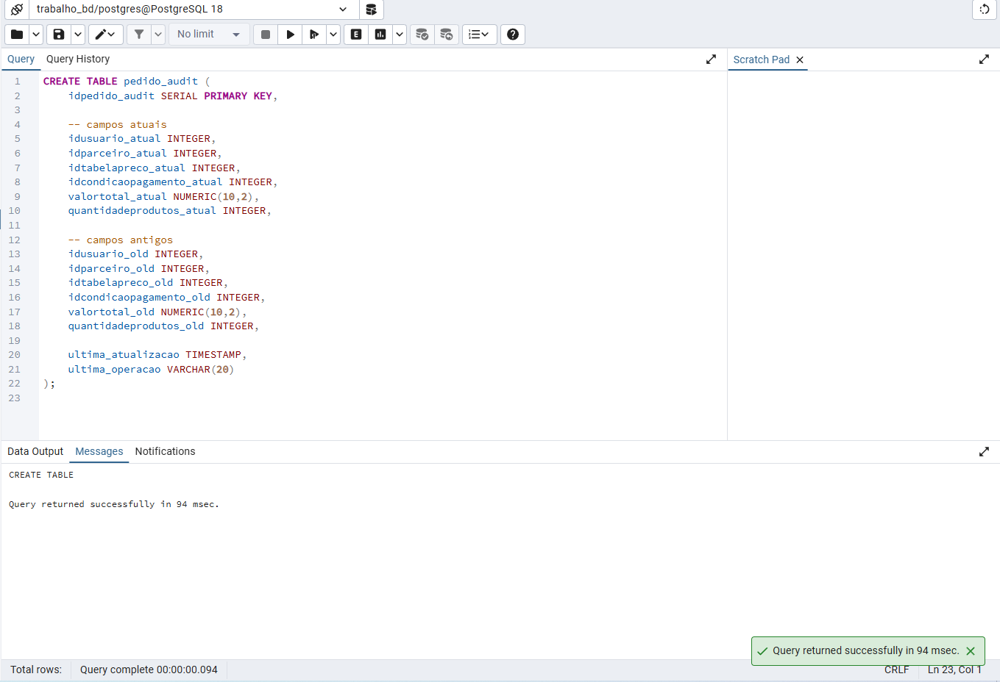 trabalho_bd/postgres@PostgreSQL 18
No limit
E
Query
Query History
Scratch Pad
1 CREATE TABLE pedido_audit (
2 idpedido_audit SERIAL PRIMARY KEY,
3
4 -- campos atuais
5 idusuario_atual INTEGER,
6 idparceiro_atual INTEGER,
7 idtabelapreco_atual INTEGER,
8 idcondicaopagamento_atual INTEGER,
9 valortotal_atual NUMERIC(10,2),
10 quantidadeprodutos_atual INTEGER,
11
12 -- campos antigos
13 idusuario_old INTEGER,
14 idparceiro_old INTEGER,
15 idtabelapreco_old INTEGER,
16 idcondicaopagamento_old INTEGER,
17 valortotal_old NUMERIC(10,2),
18 quantidadeprodutos_old INTEGER,
19
20 ultima_atualizacao TIMESTAMP,
21 ultima_operacao VARCHAR(20)
22 );
23
Data Output Messages Notifications
CREATE TABLE
Query returned successfully in 94 msec.
Query returned successfully in 94 msec.
Total rows: Query complete 00:00:00.094
CRLF Ln 23, Col 1